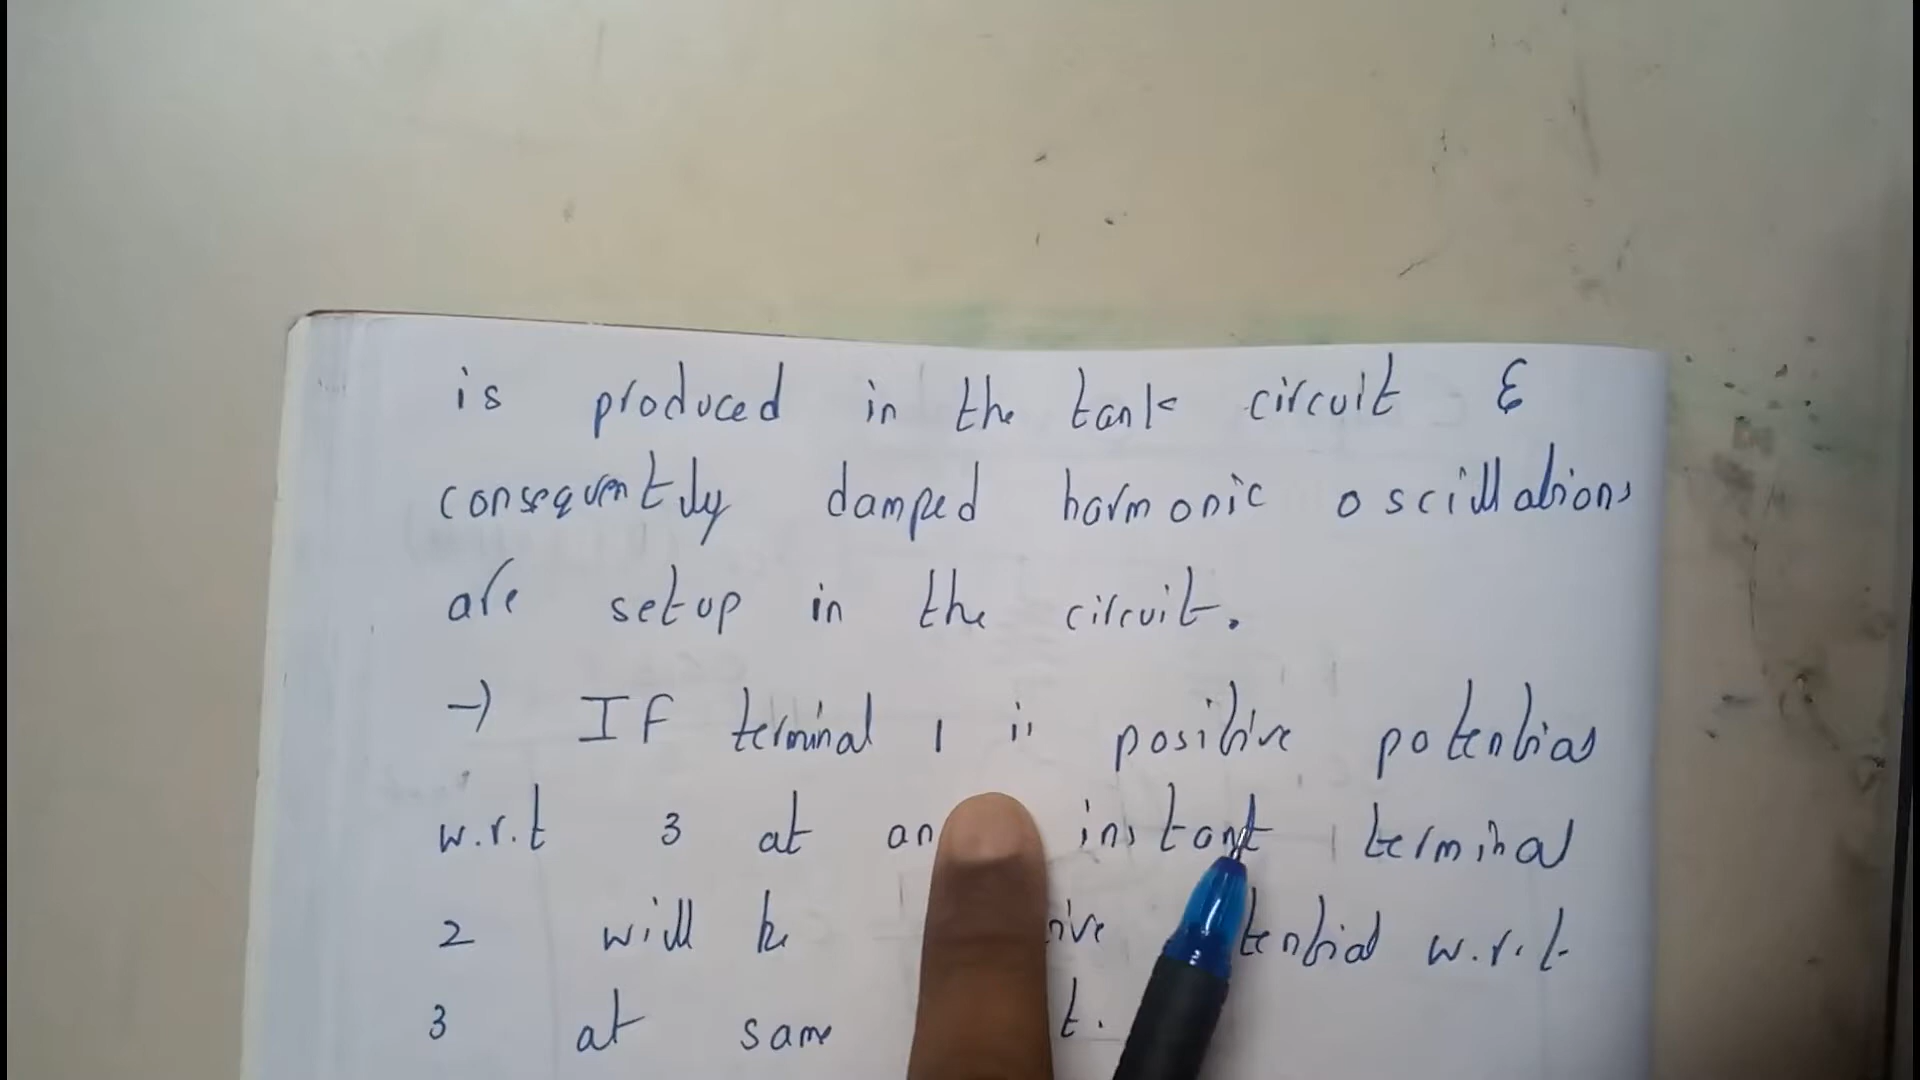 is produced in the tank circuit &
consequently damped harmonic oscillations
are setup in the circuit.
→ If terminal 1 is positive potential
w.r.t 3 at an instant terminal
2 will be w.r.t
3 at same